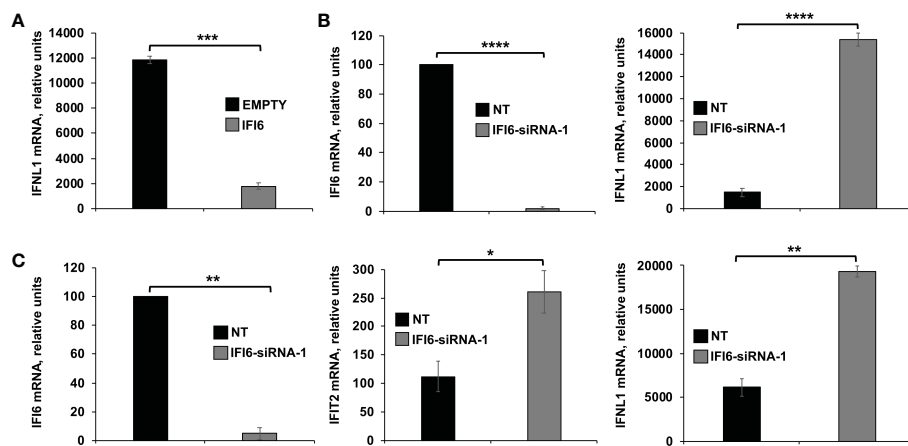 A
IFNL1 mRNA, relative units
14000
12000
10000
8000
6000
4000
2000
0
***
EMPTY
IFI6
B
IFI6 mRNA, relative units
120
100
80
60
40
20
0
****
NT
IFI6-siRNA-1
IFNL1 mRNA, relative units
16000
14000
12000
10000
8000
6000
4000
2000
0
****
NT
IFI6-siRNA-1
C
IFI6 mRNA, relative units
120
100
80
60
40
20
0
**
NT
IFI6-siRNA-1
IFIT2 mRNA, relative units
300
250
200
150
100
50
0
*
NT
IFI6-siRNA-1
IFNL1 mRNA, relative units
20000
15000
10000
5000
0
**
NT
IFI6-siRNA-1